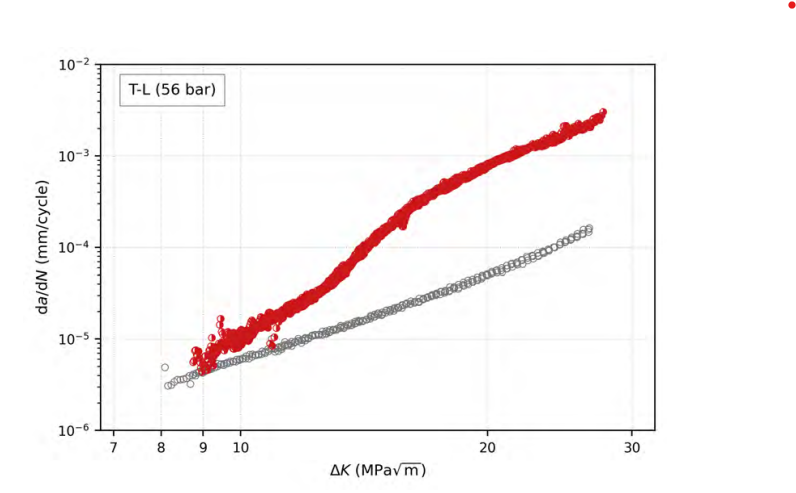 10⁻²
T-L (56 bar)
10⁻³
da/dN (mm/cycle)
10⁻⁴
10⁻⁵
10⁻⁶
7 8 9 10 20 30
ΔK (MPa√m)